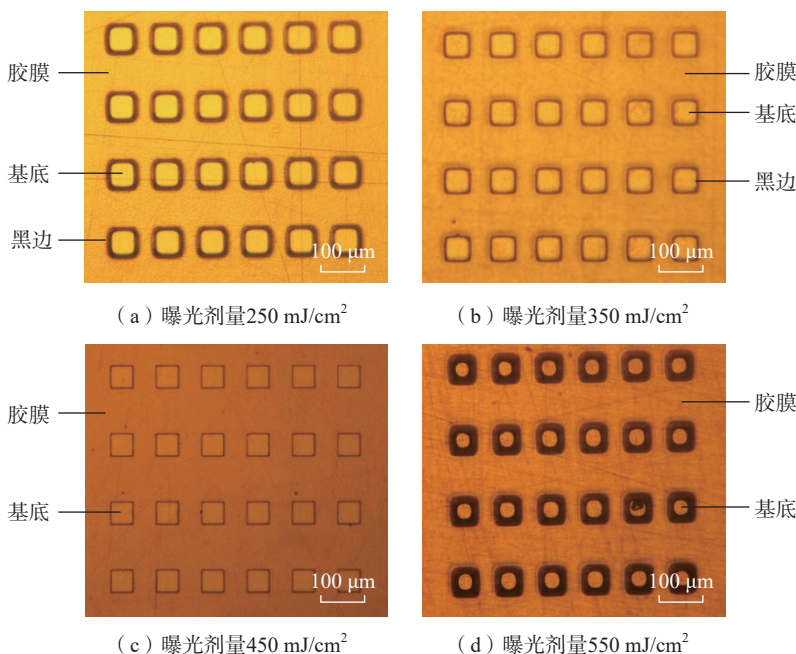 胶膜
基底
黑边
100 μm
胶膜
基底
黑边
100 μm
（a）曝光剂量250 mJ/cm²
（b）曝光剂量350 mJ/cm²
胶膜
基底
100 μm
胶膜
基底
100 μm
（c）曝光剂量450 mJ/cm²
（d）曝光剂量550 mJ/cm²